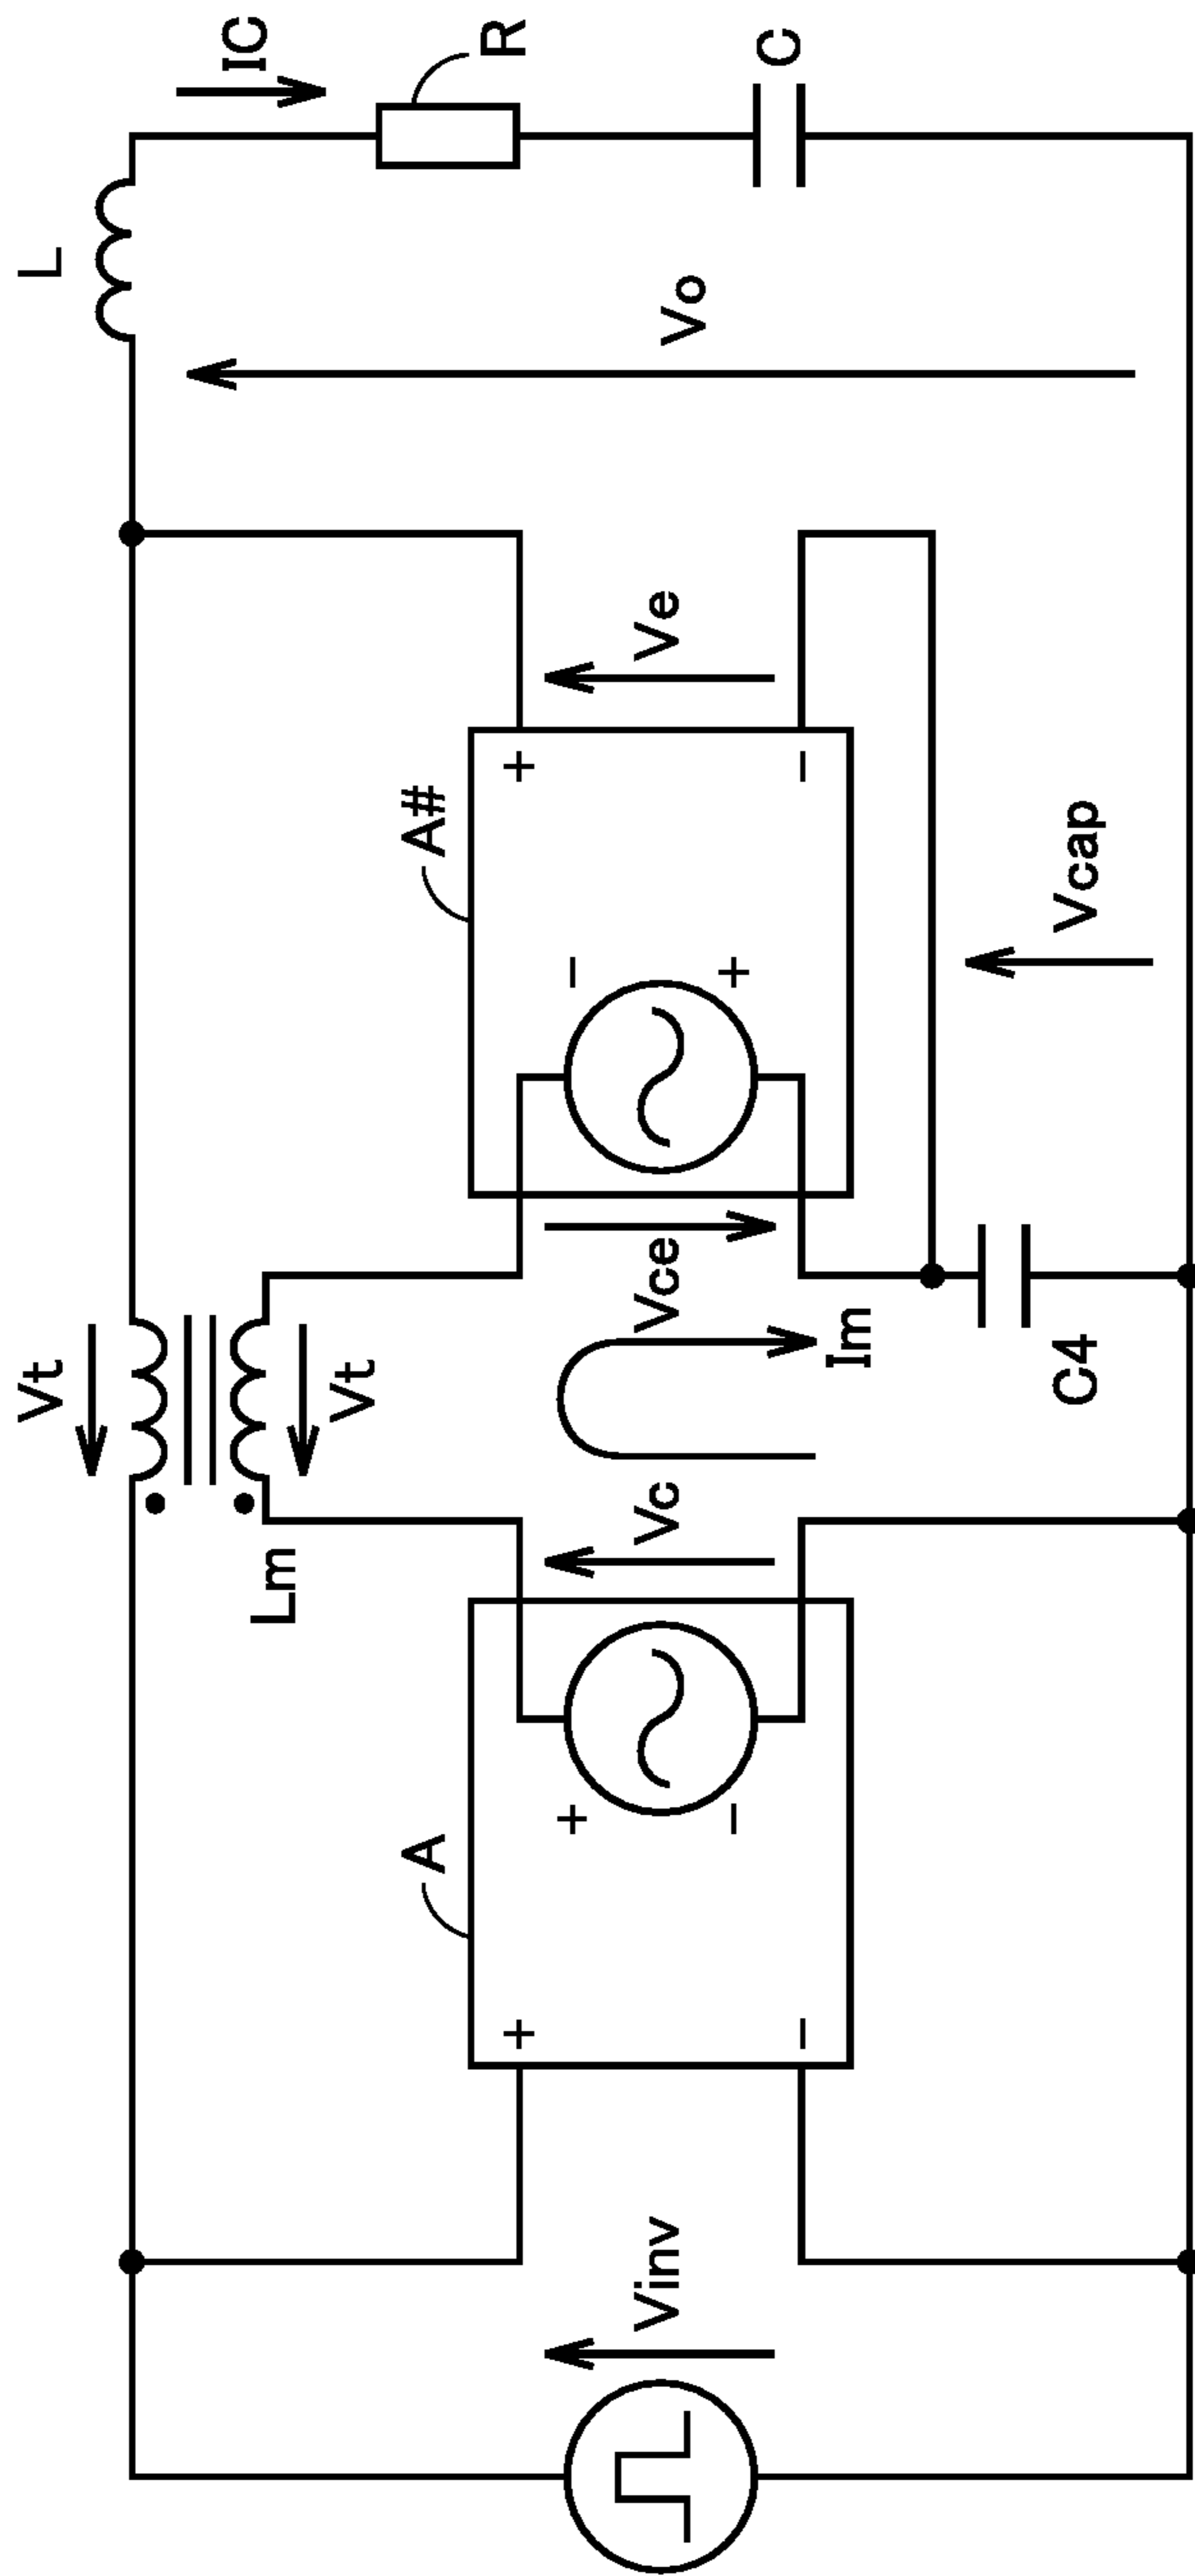 Vinv
+
−
A
+
−
Vc
Lm
Vt
Vt
Im
Vce
−
+
A#
+
−
Ve
C4
Vcap
Vo
L
IC
R
C